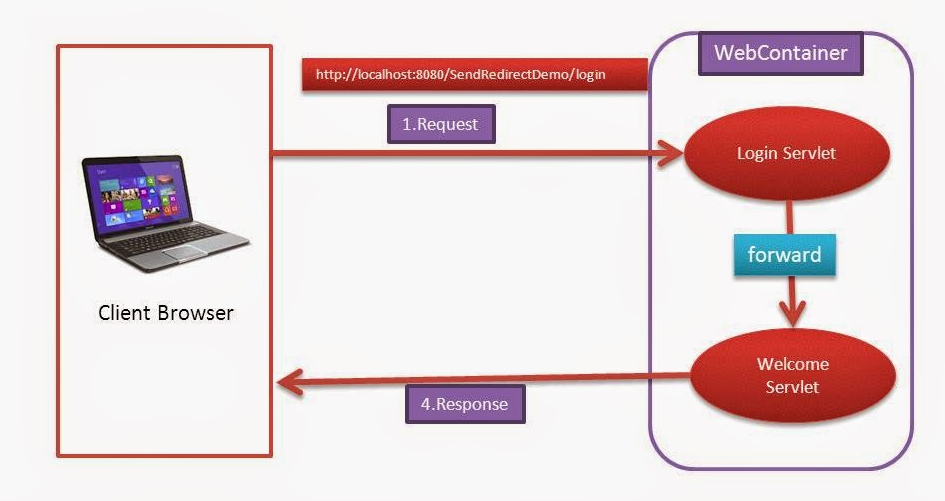 WebContainer
http://localhost:8080/SendRedirectDemo/login
1.Request
Login Servlet
forward
Client Browser
Welcome
Servlet
4.Response